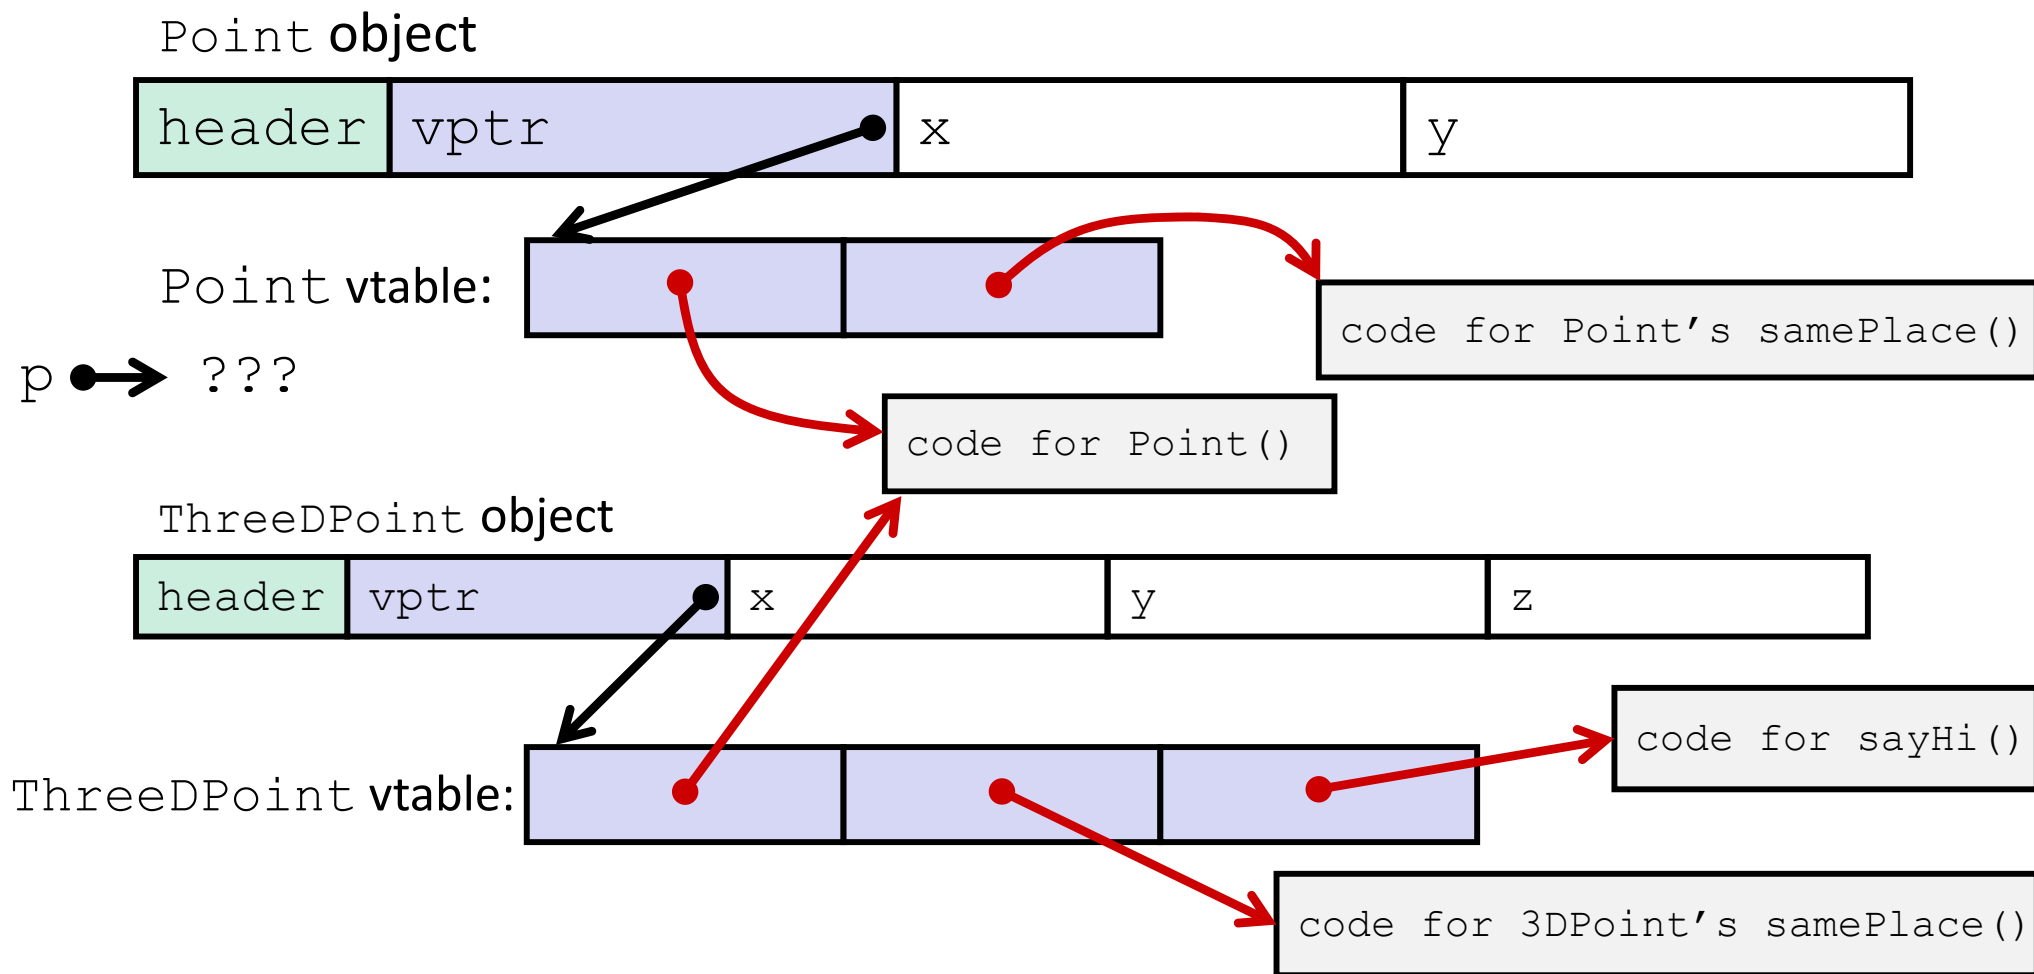 Point object
header vptr x y
Point vtable:
code for Point’s samePlace()
p ???
code for Point()
ThreeDPoint object
header vptr x y z
code for sayHi()
ThreeDPoint vtable:
code for 3DPoint’s samePlace()